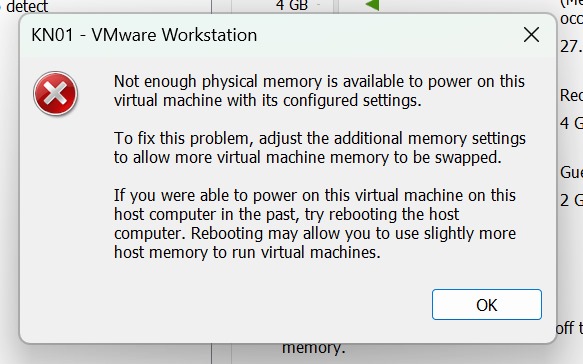 detect
4 GB
KN01 - VMware Workstation
Not enough physical memory is available to power on this
virtual machine with its configured settings.
To fix this problem, adjust the additional memory settings
to allow more virtual machine memory to be swapped.
If you were able to power on this virtual machine on this
host computer in the past, try rebooting the host
computer. Rebooting may allow you to use slightly more
host memory to run virtual machines.
OK
occ
27.
Rec
4 G
Gue
2 G
off t
memory.